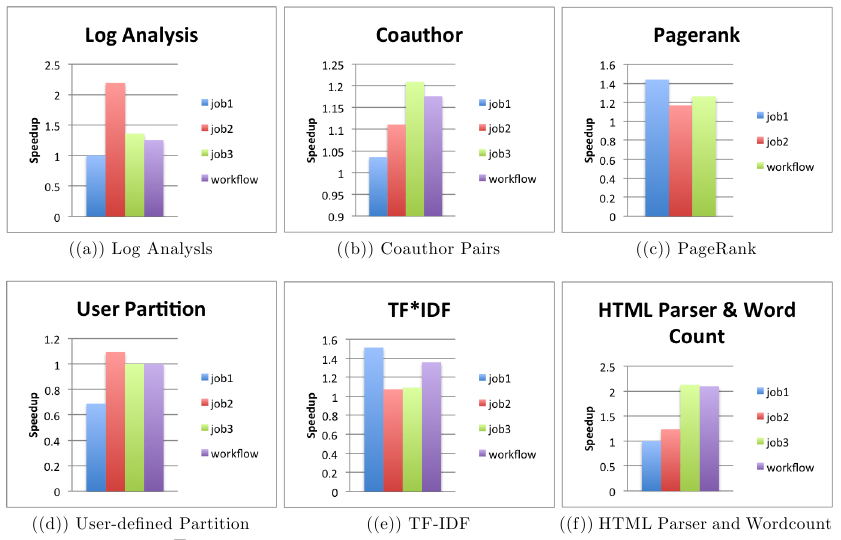 Log Analysis
2.5
2
1.5
1
0.5
0
Speedup
job1
job2
job3
workflow
((a)) Log Analysls
Coauthor
1.25
1.2
1.15
1.1
1.05
1
0.95
0.9
Speedup
job1
job2
job3
workflow
((b)) Coauthor Pairs
Pagerank
1.6
1.4
1.2
1
0.8
0.6
0.4
0.2
0
Speedup
job1
job2
workflow
((c)) PageRank
User Partition
1.2
1
0.8
0.6
0.4
0.2
0
Speedup
job1
job2
job3
workflow
((d)) User-defined Partition
TF*IDF
1.6
1.4
1.2
1
0.8
0.6
0.4
0.2
0
Speedup
job1
job2
job3
workflow
((e)) TF-IDF
HTML Parser & Word
Count
2.5
2
1.5
1
0.5
0
Speedup
job1
job2
job3
workflow
((f)) HTML Parser and Wordcount